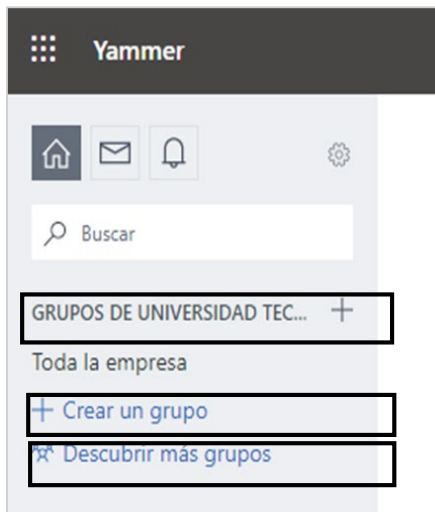 Yammer
Buscar
GRUPOS DE UNIVERSIDAD TEC...
Toda la empresa
+ Crear un grupo
Descubrir más grupos